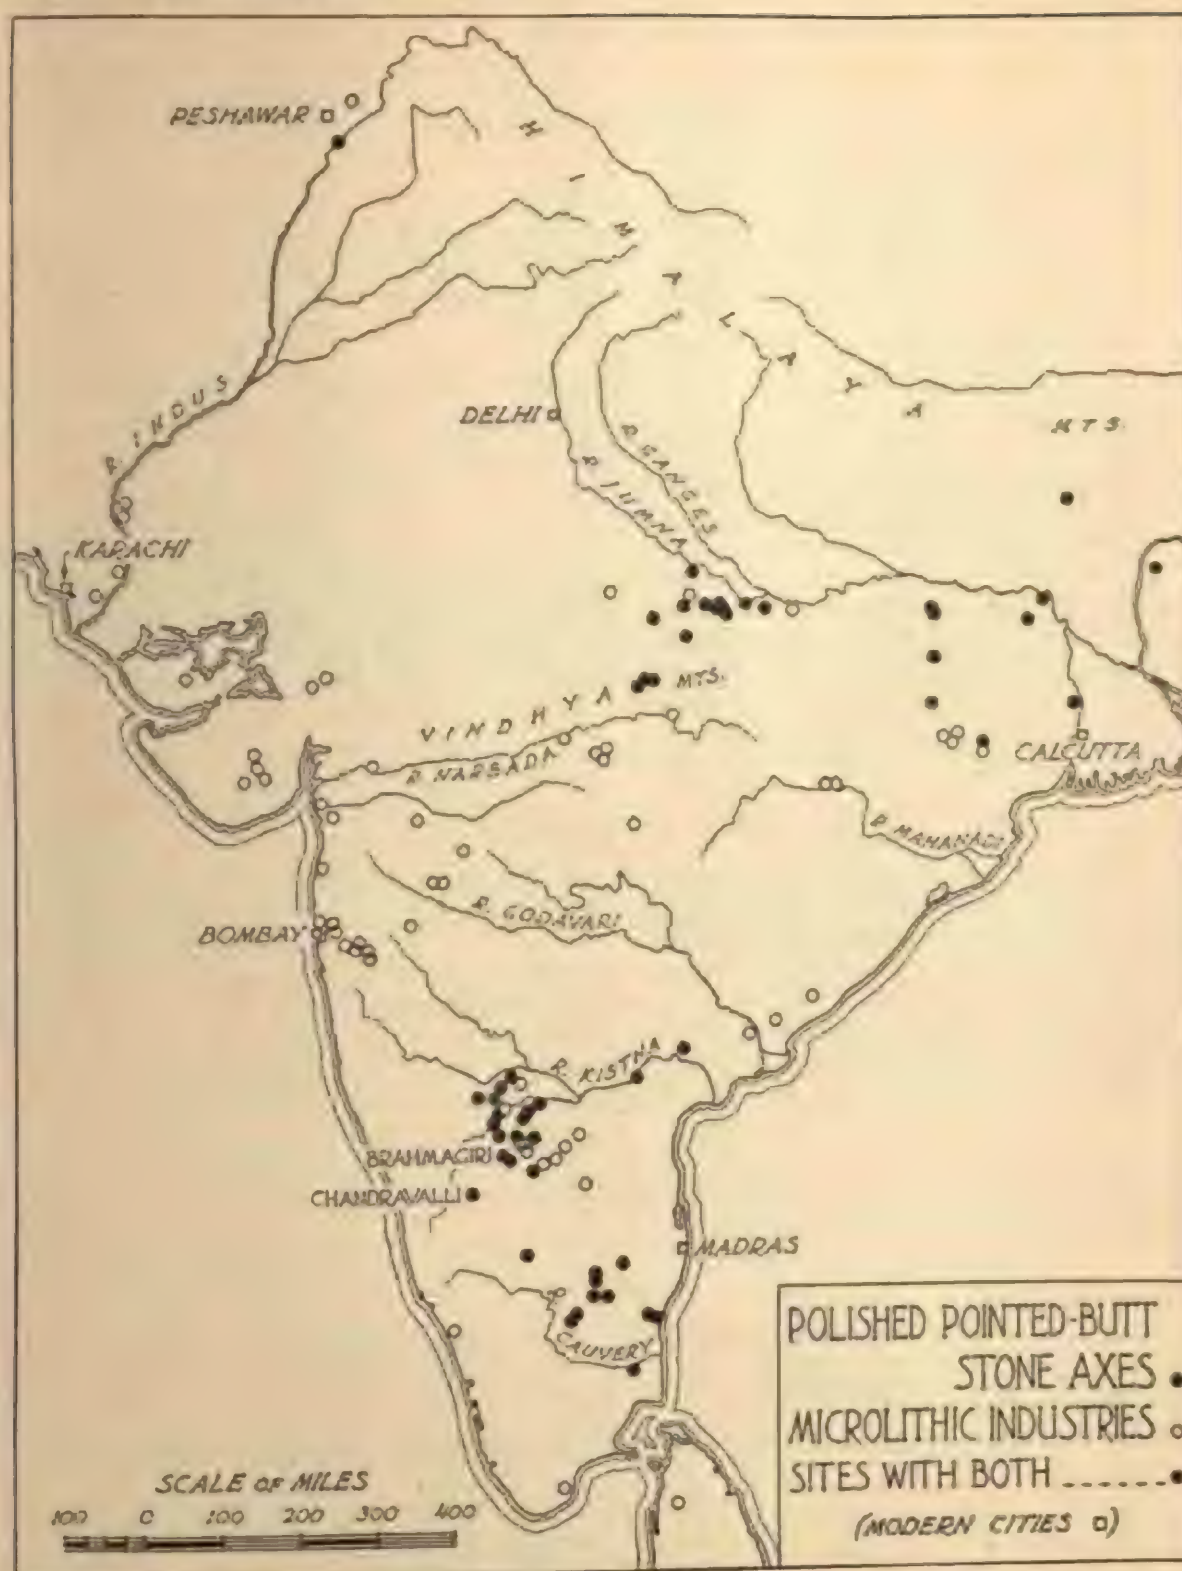 PESHAWAR
HIMALAYA
MTS.
R. INDUS
DELHI
R. GANGES
R. JUMNA
KARACHI
VINDHYA MTS.
R. NARBADA
CALCUTTA
R. MAHANADI
R. GODAVARI
BOMBAY
R. KISTNA
BRAHMAGIRI
CHANDRAVALLI
MADRAS
CAUVERY
POLISHED POINTED-BUTT
STONE AXES
MICROLITHIC INDUSTRIES
SITES WITH BOTH ------
(MODERN CITIES )
SCALE OF MILES
100 0 100 200 300 400